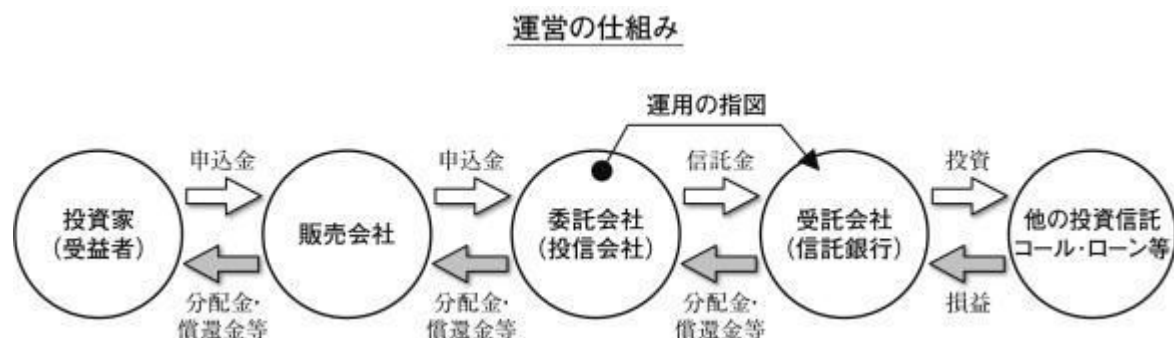 運営の仕組み
運用の指図
申込金
申込金
信託金
投資
投資家
(受益者)
販売会社
委託会社
(投信会社)
受託会社
(信託銀行)
他の投資信託
コール・ローン等
分配金・
償還金等
分配金・
償還金等
分配金・
償還金等
損益